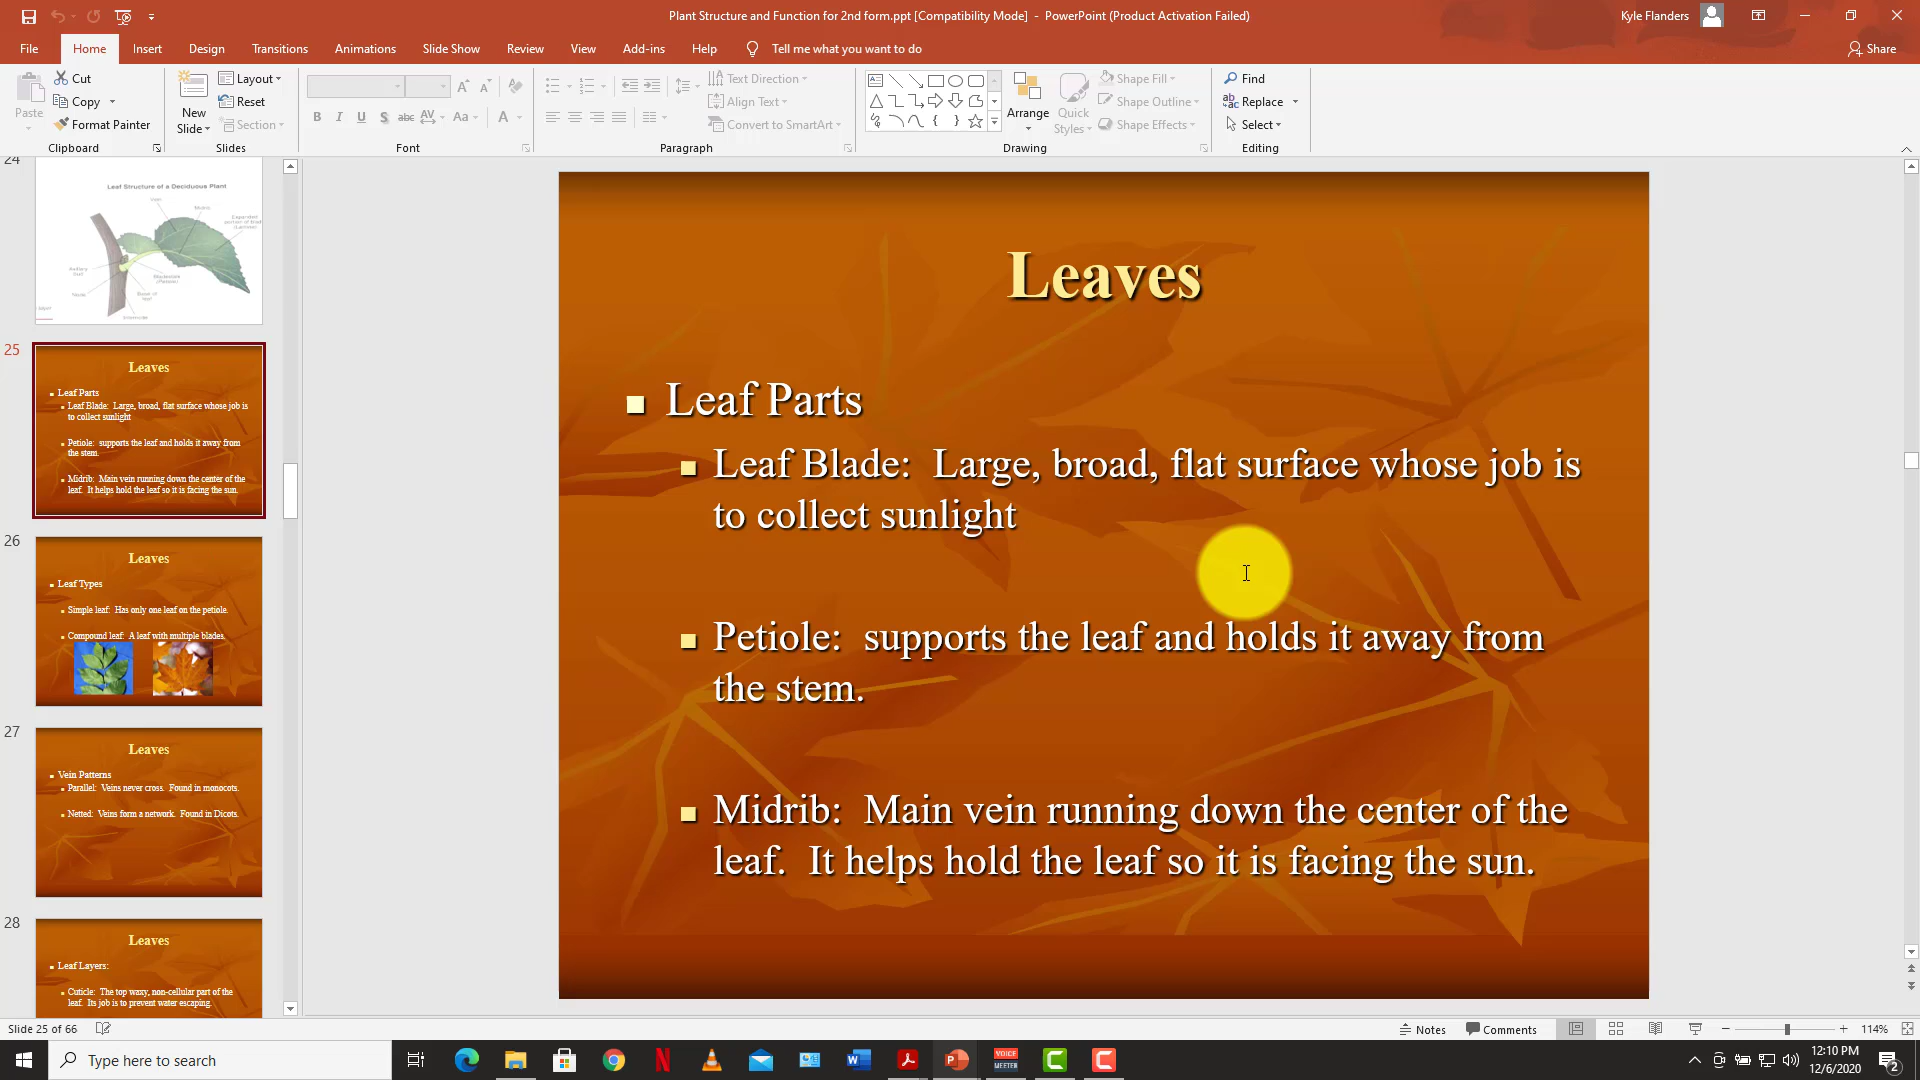 Plant Structure and Function for 2nd form.ppt [Compatibility Mode] - PowerPoint (Product Activation Failed)
Kyle Flanders
File Home Insert Design Transitions Animations Slide Show Review View Add-ins Help Tell me what you want to do
Share
Paste
Cut
Copy
Format Painter
Clipboard
New Slide
Layout
Reset
Section
Slides
B I U S abc AV Aa A
Font
Text Direction
Align Text
Convert to SmartArt
Paragraph
Arrange
Quick Styles
Shape Fill
Shape Outline
Shape Effects
Drawing
Find
Replace
Select
Editing
24
Leaf Structure of a Deciduous Plant
25
Leaves
Leaf Parts
Leaf Blade: Large, broad, flat surface whose job is
to collect sunlight
Petiole: supports the leaf and holds it away from
the stem.
Midrib: Main vein running down the center of the
leaf. It helps hold the leaf so it is facing the sun.
26
Leaves
Leaf Types
Simple leaf: Has only one leaf on the petiole.
Compound leaf: A leaf with multiple blades.
27
Leaves
Vein Patterns
Parallel: Veins never cross. Found in monocots.
Netted: Veins form a network. Found in Dicots.
28
Leaves
Leaf Layers:
Cuticle: The top waxy, non-cellular part of the
leaf. Its job is to prevent water escaping.
Leaves
Leaf Parts
Leaf Blade: Large, broad, flat surface whose job is
to collect sunlight
Petiole: supports the leaf and holds it away from
the stem.
Midrib: Main vein running down the center of the
leaf. It helps hold the leaf so it is facing the sun.
Slide 25 of 66
Notes
Comments
114%
Type here to search
VOICE
MEETER
12:10 PM
12/6/2020
2